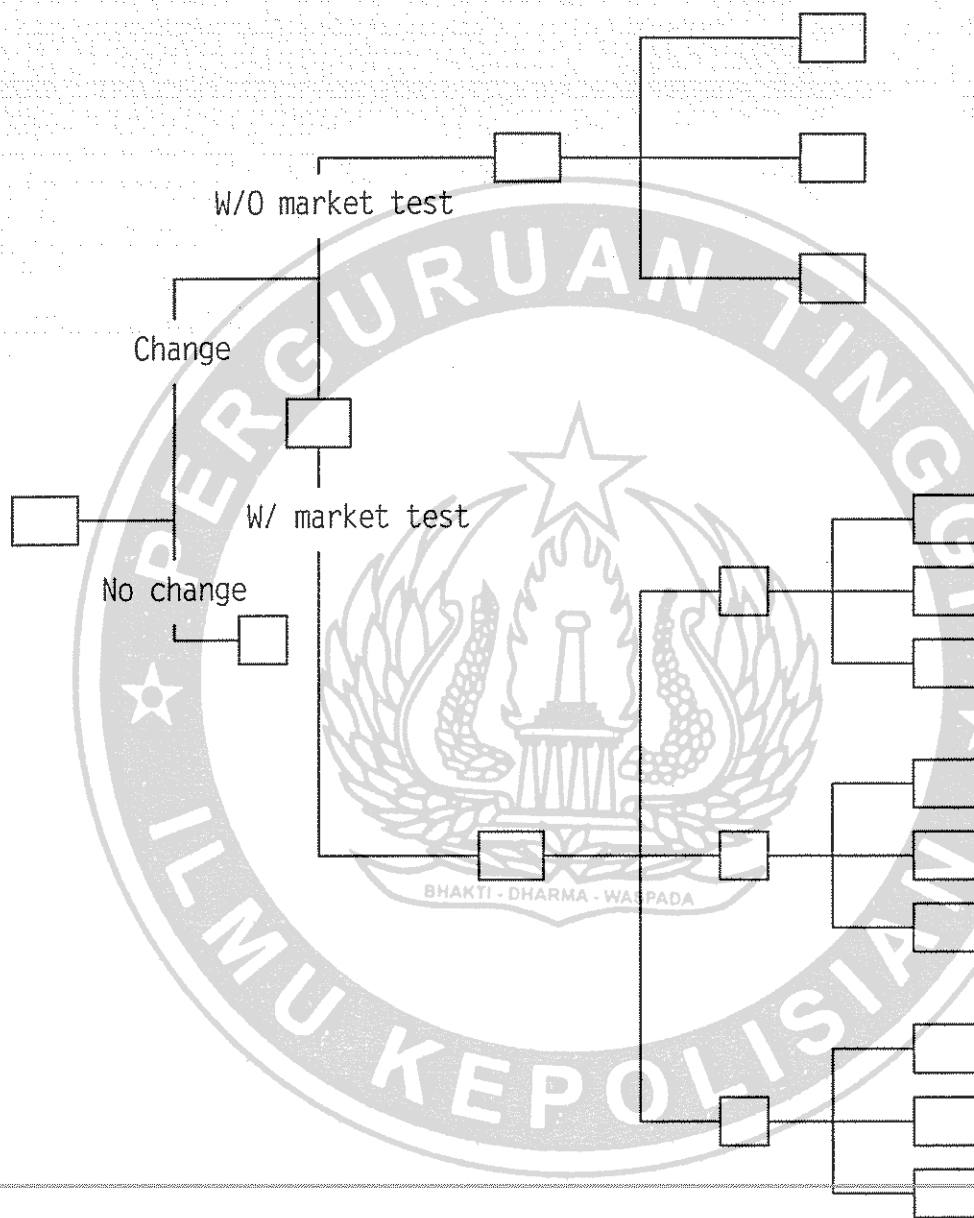 W/O market test
Change
W/ market test
No change
PERGURUAN TINGGI
ILMU KEPOLISIAN
BHAKTI - DHARMA - WASPADA